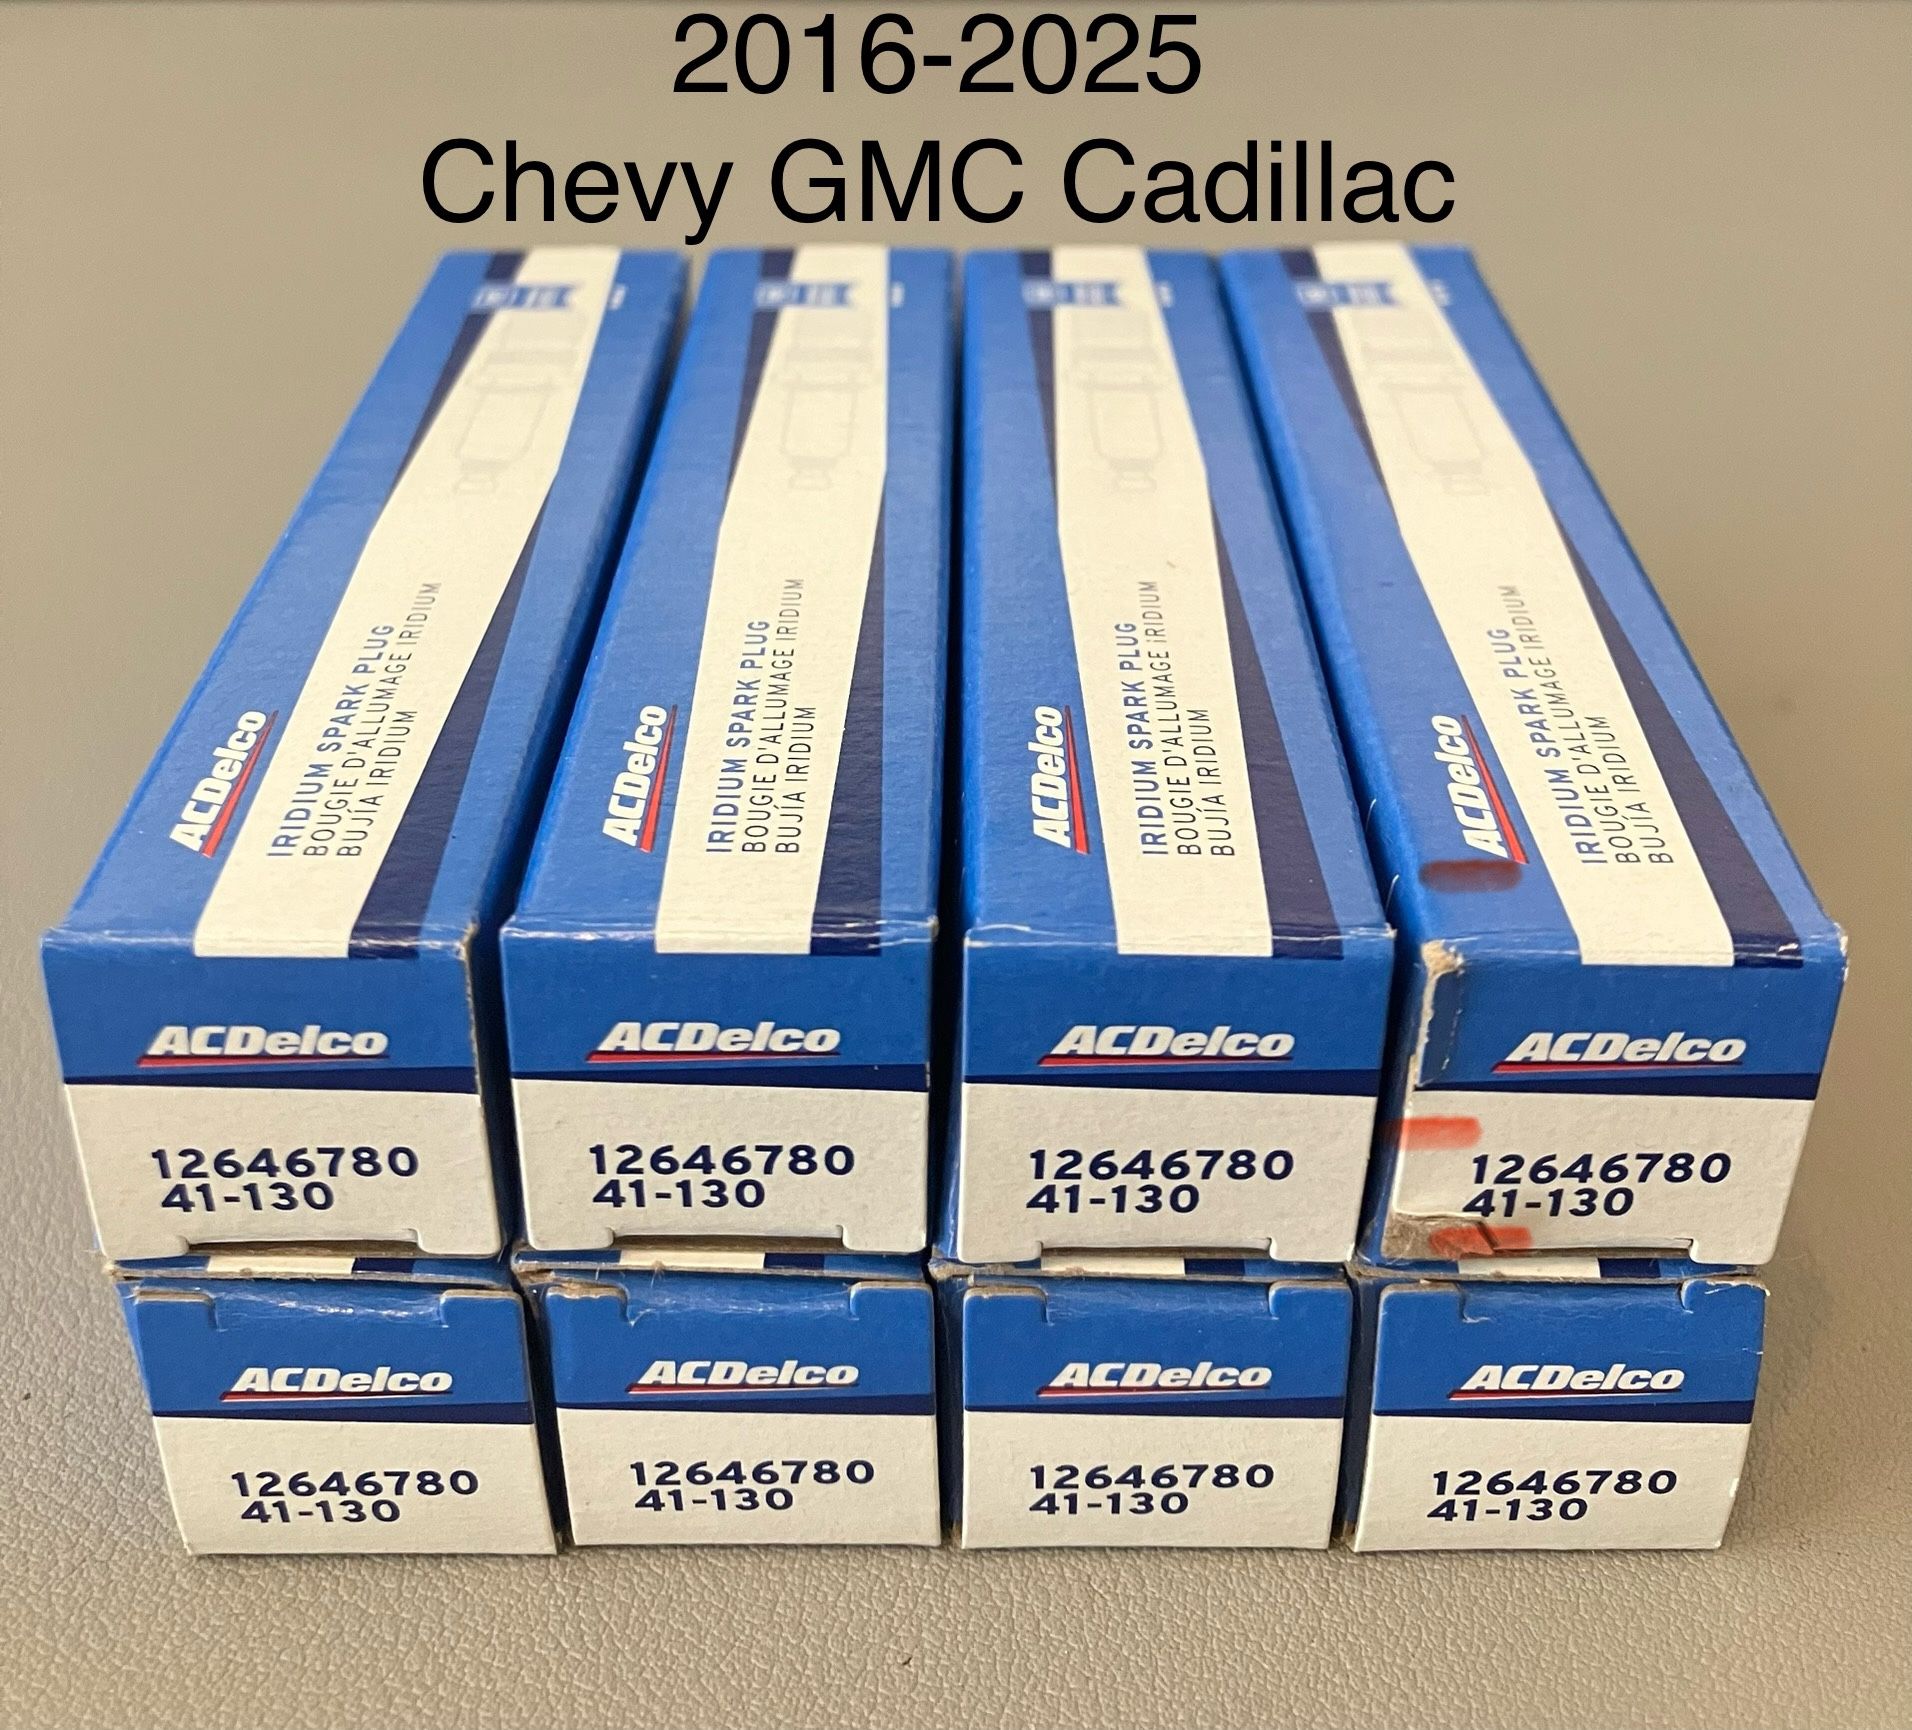 2016-2025
Chevy GMC Cadillac
ACDelco
IRIDIUM SPARK PLUG
BOUGIE D'ALLUMAGE IRIDIUM
BUJÍA IRIDIUM
ACDelco
IRIDIUM SPARK PLUG
BOUGIE D'ALLUMAGE IRIDIUM
BUJÍA IRIDIUM
ACDelco
IRIDIUM SPARK PLUG
BOUGIE D'ALLUMAGE IRIDIUM
BUJÍA IRIDIUM
ACDelco
IRIDIUM SPARK PLUG
BOUGIE D'ALLUMAGE IRIDIUM
BUJÍA IRIDIUM
ACDelco
12646780
41-130
ACDelco
12646780
41-130
ACDelco
12646780
41-130
ACDelco
12646780
41-130
ACDelco
12646780
41-130
ACDelco
12646780
41-130
ACDelco
12646780
41-130
ACDelco
12646780
41-130